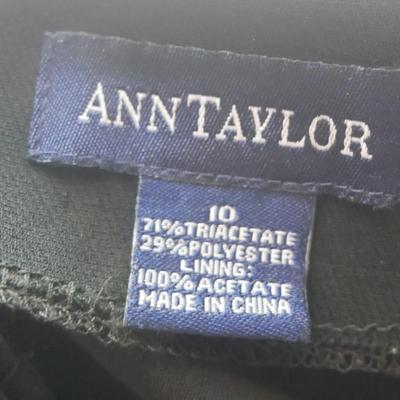 ANNTAYLOR
10
71%TRIACETATE
29%POLYESTER
LINING:
100%ACETATE
MADE IN CHINA